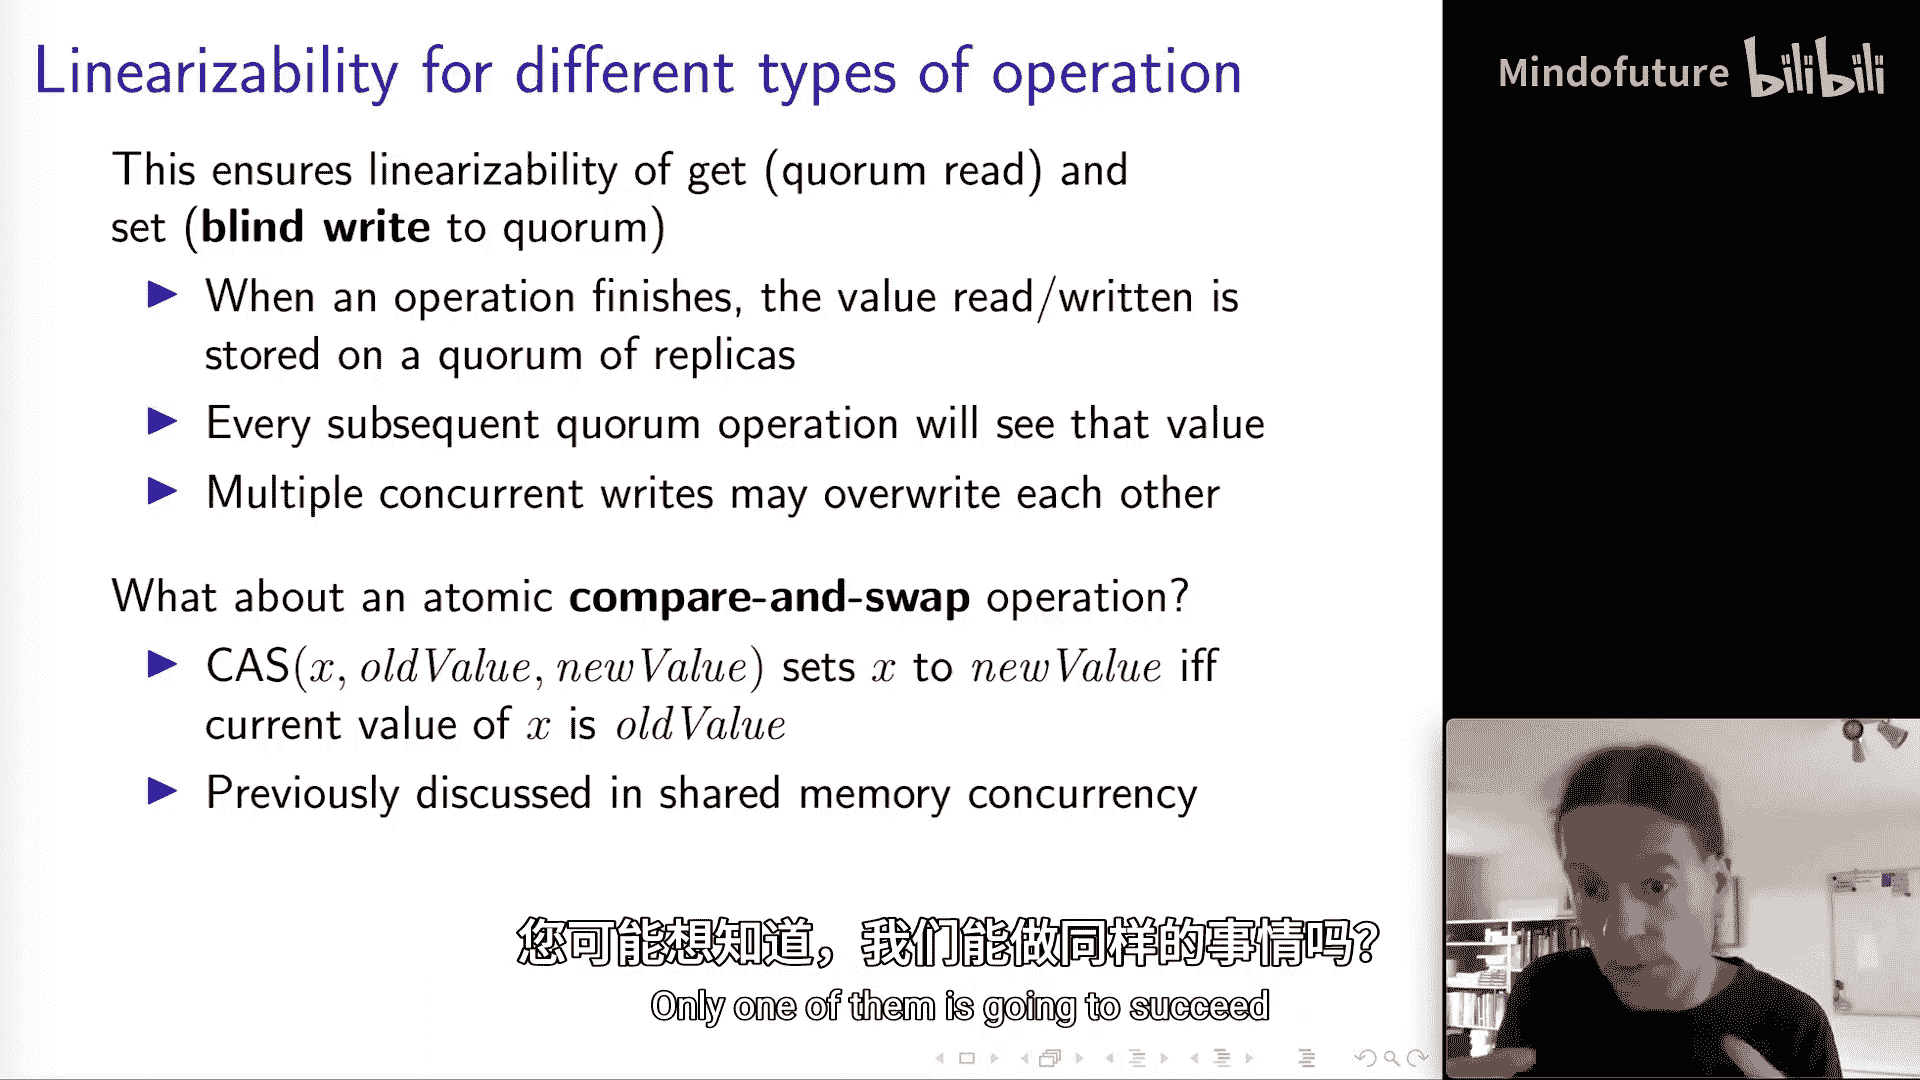 Linearizability for different types of operation
Mindofuture bilibili
This ensures linearizability of get (quorum read) and
set (blind write to quorum)
When an operation finishes, the value read/written is
stored on a quorum of replicas
Every subsequent quorum operation will see that value
Multiple concurrent writes may overwrite each other
What about an atomic compare-and-swap operation?
CAS(x, oldValue, newValue) sets x to newValue iff
current value of x is oldValue
Previously discussed in shared memory concurrency
您可能想知道，我们能做同样的事情吗？
Only one of them is going to succeed